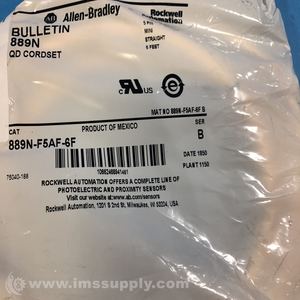 AB Allen-Bradley
Rockwell Automation
BULLETIN
889N
QD CORDSET
5 PIN
MINI
STRAIGHT
6 FEET
MAT NO 889N-F5AF-6F B
PRODUCT OF MEXICO
CAT
889N-F5AF-6F
SER
B
75040-188
DATE 1850
PLANT 1150
ROCKWELL AUTOMATION OFFERS A COMPLETE LINE OF
PHOTOELECTRIC AND PROXIMITY SENSORS
Visit our website at:www.ab.com/sensors
Rockwell Automation, 1201 S 2nd St, Milwaukee, WI 53204, USA
© www.imssupply.com